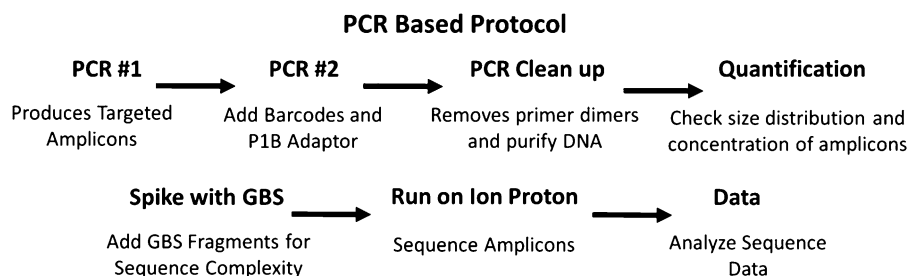 PCR Based Protocol
PCR #1
PCR #2
PCR Clean up
Quantification
Produces Targeted
Amplicons
Add Barcodes and
P1B Adaptor
Removes primer dimers
and purify DNA
Check size distribution and
concentration of amplicons
Spike with GBS
Run on Ion Proton
Data
Add GBS Fragments for
Sequence Complexity
Sequence Amplicons
Analyze Sequence
Data